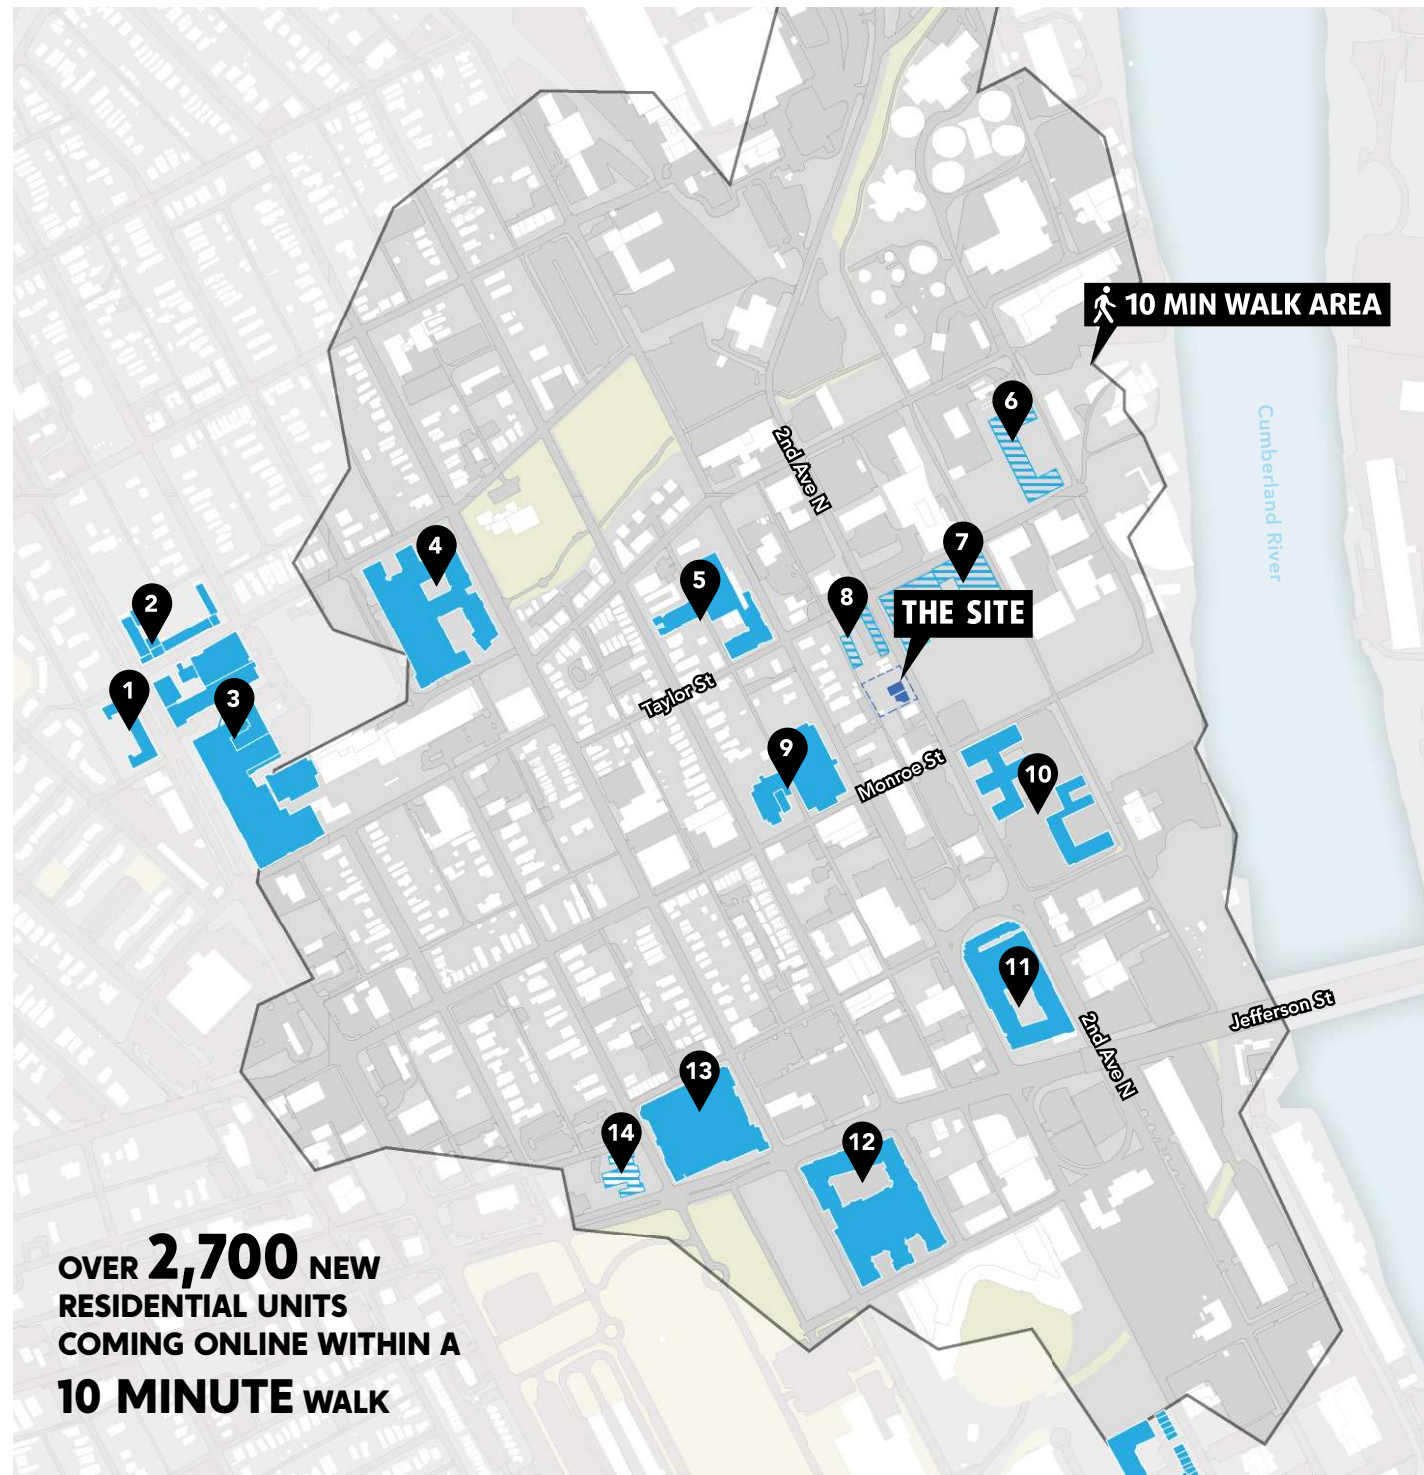 10 MIN WALK AREA
6
Cumberland River
2nd Ave N
4
7
5
8
2
THE SITE
1
3
Taylor St
9
Monroe St
10
11
Jefferson St
2nd Ave N
13
14
12
OVER 2,700 NEW
RESIDENTIAL UNITS
COMING ONLINE WITHIN A
10 MINUTE WALK